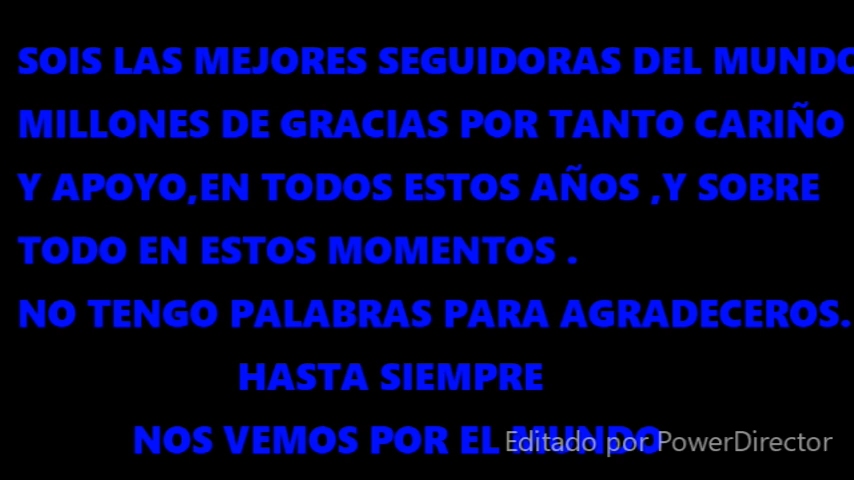 SOIS LAS MEJORES SEGUIDORAS DEL MUNDO
MILLONES DE GRACIAS POR TANTO CARIÑO
Y APOYO,EN TODOS ESTOS AÑOS ,Y SOBRE
TODO EN ESTOS MOMENTOS .
NO TENGO PALABRAS PARA AGRADECEROS.
HASTA SIEMPRE
NOS VEMOS POR EL MUNDO
Editado por PowerDirector